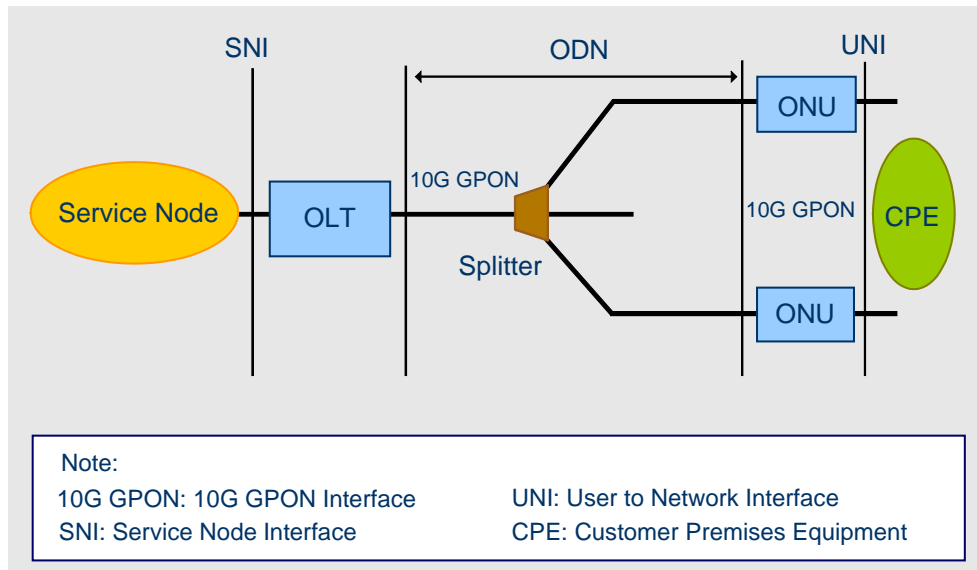 SNI
ODN
UNI
ONU
10G GPON
Service Node
OLT
10G GPON
CPE
Splitter
ONU
Note:
10G GPON: 10G GPON Interface
UNI: User to Network Interface
SNI: Service Node Interface
CPE: Customer Premises Equipment